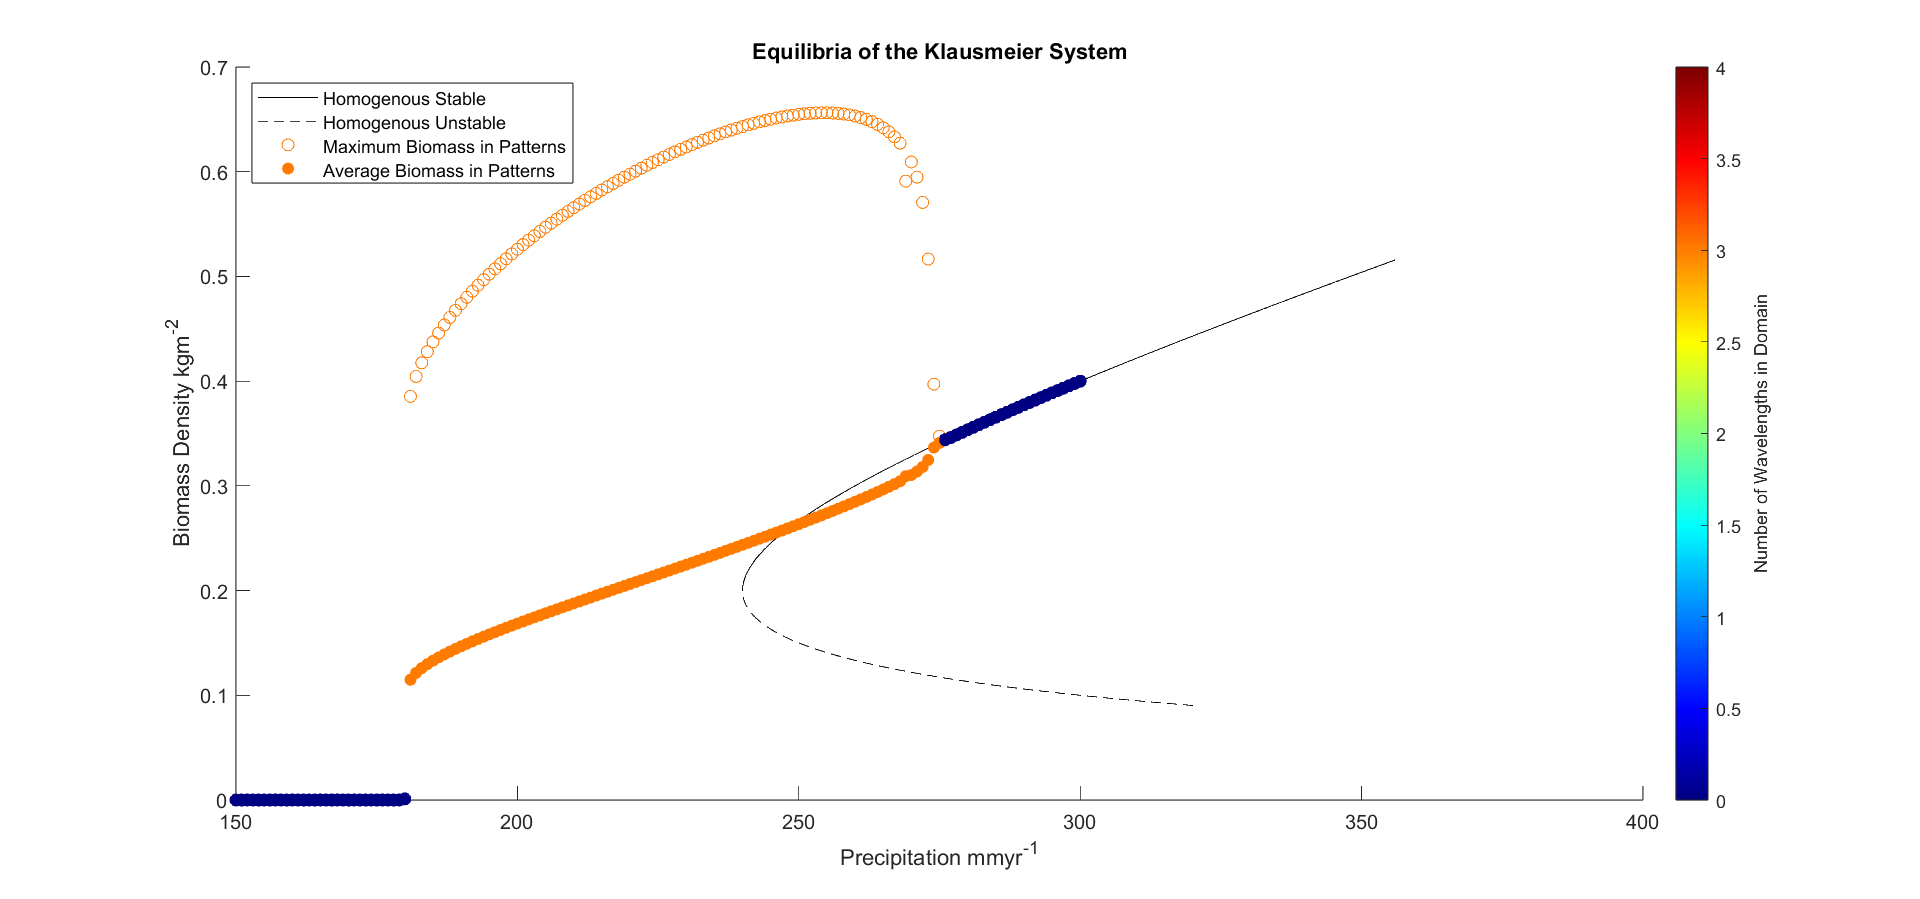 Equilibria of the Klausmeier System
Homogenous Stable
Homogenous Unstable
Maximum Biomass in Patterns
Average Biomass in Patterns
0.7
0.6
0.5
0.4
0.3
0.2
0.1
0
Biomass Density kgm-2
150
200
250
300
350
400
Precipitation mmyr-1
4
3.5
3
2.5
2
1.5
1
0.5
0
Number of Wavelengths in Domain